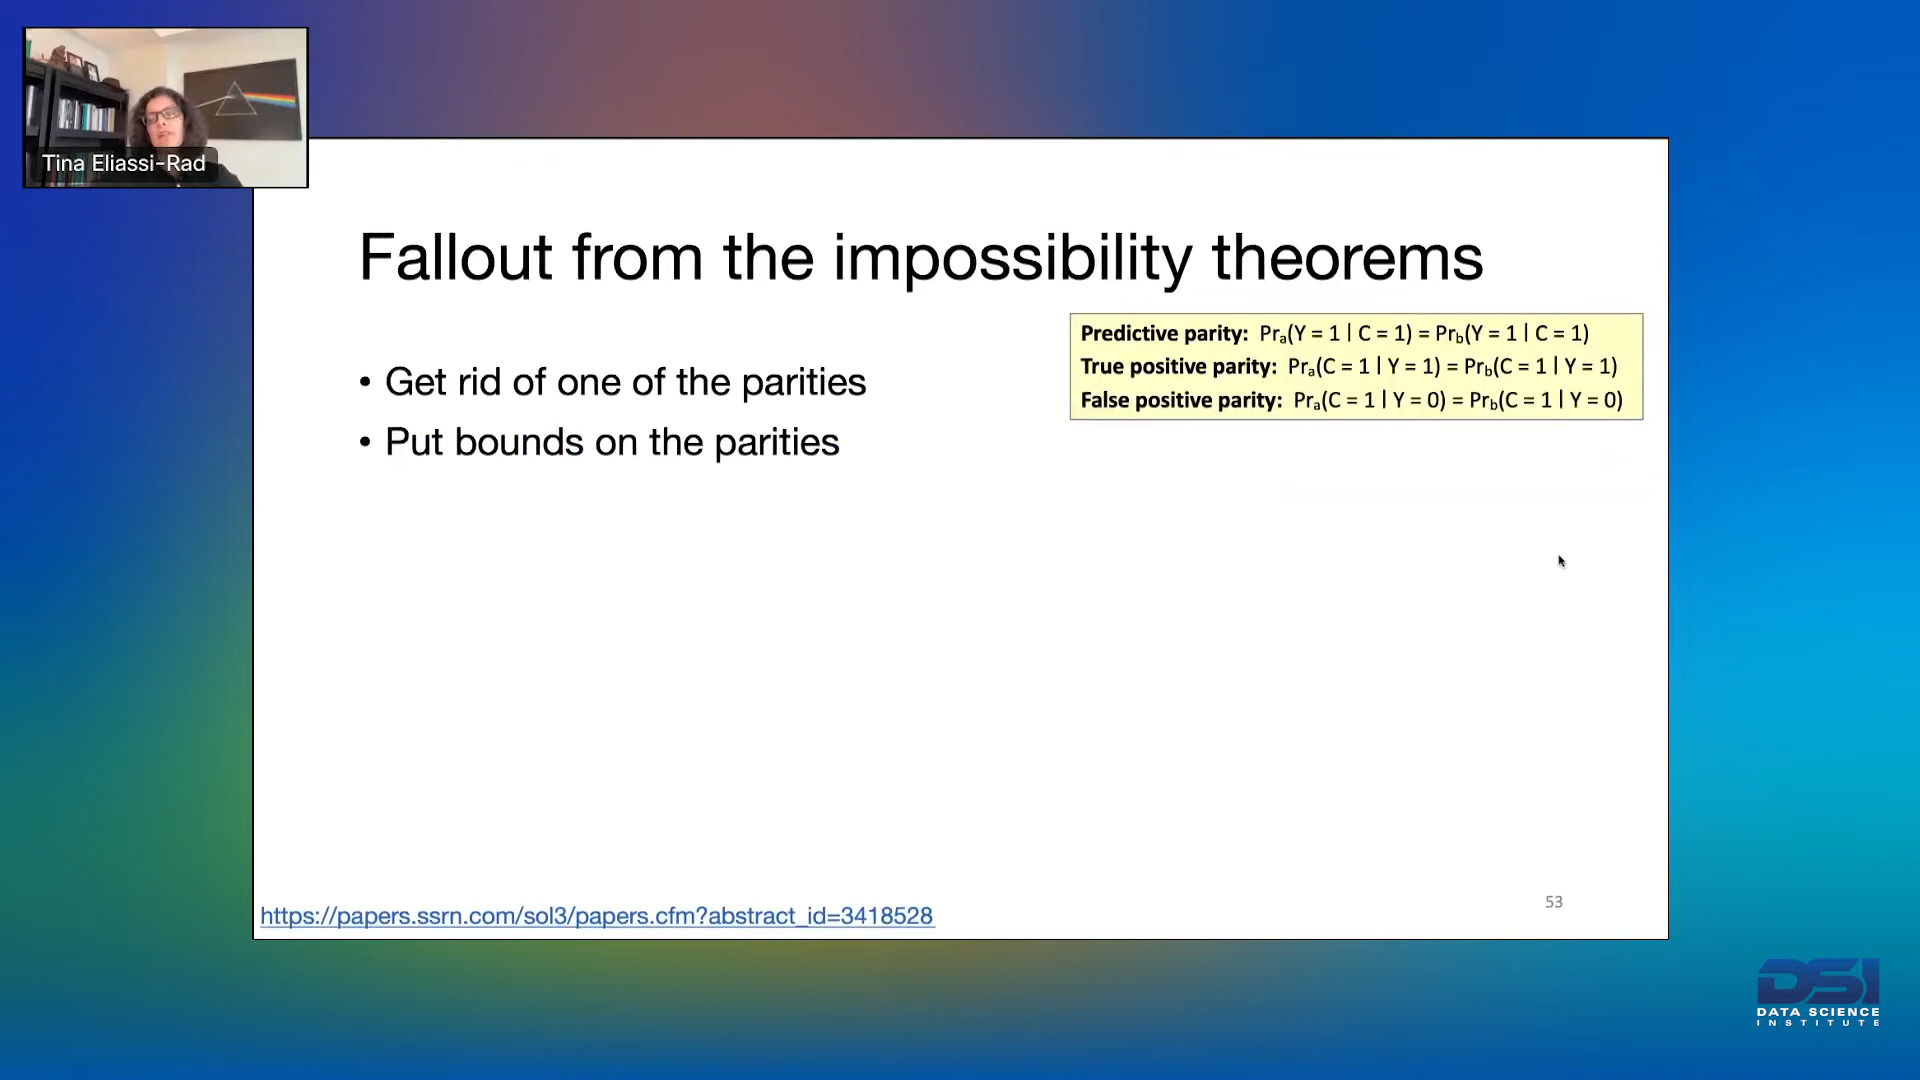 Tina Eliassi-Rad
Fallout from the impossibility theorems
Predictive parity: Prₐ(Y = 1 | C = 1) = Pr_b(Y = 1 | C = 1)
True positive parity: Prₐ(C = 1 | Y = 1) = Pr_b(C = 1 | Y = 1)
False positive parity: Prₐ(C = 1 | Y = 0) = Pr_b(C = 1 | Y = 0)
• Get rid of one of the parities
• Put bounds on the parities
https://papers.ssrn.com/sol3/papers.cfm?abstract_id=3418528
53
DSI
DATA SCIENCE
INSTITUTE